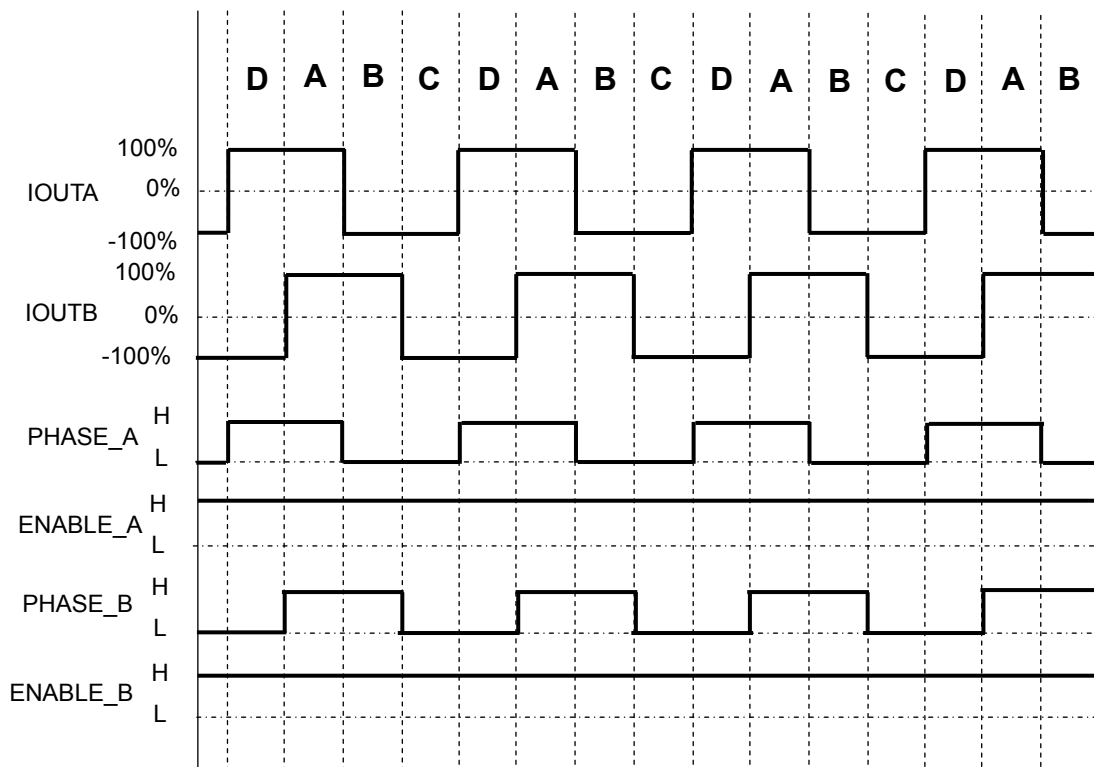 D A B C D A B C D A B C D A B
100%
IOUTA 0%
-100%
100%
IOUTB 0%
-100%
H
PHASE_A
L
H
ENABLE_A
L
H
PHASE_B
L
H
ENABLE_B
L